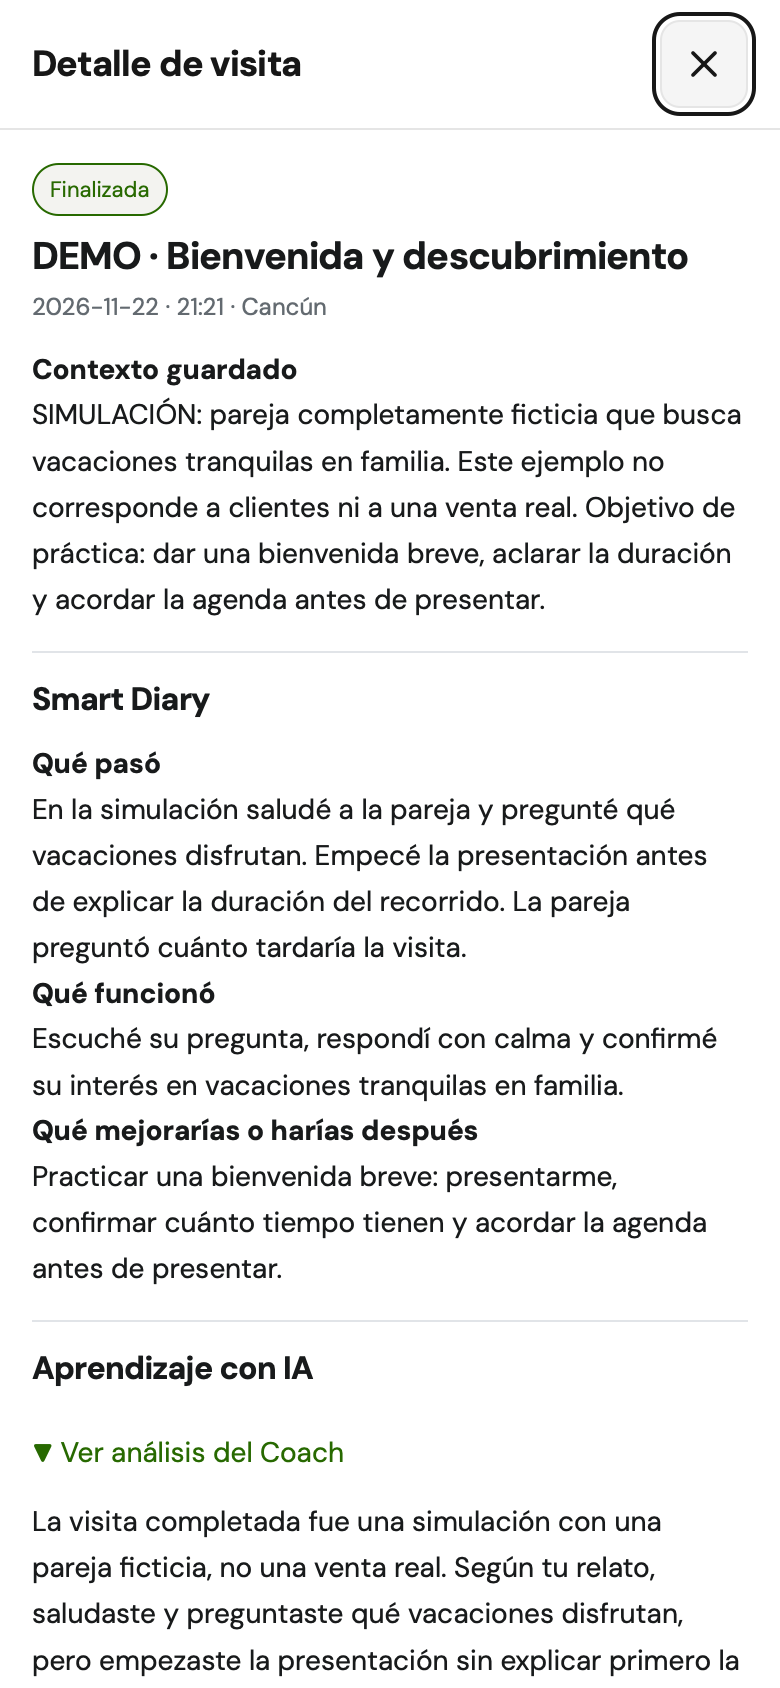 Detalle de visita
Finalizada
DEMO · Bienvenida y descubrimiento
2026-11-22 · 21:21 · Cancún
Contexto guardado
SIMULACIÓN: pareja completamente ficticia que busca
vacaciones tranquilas en familia. Este ejemplo no
corresponde a clientes ni a una venta real. Objetivo de
práctica: dar una bienvenida breve, aclarar la duración
y acordar la agenda antes de presentar.
Smart Diary
Qué pasó
En la simulación saludé a la pareja y pregunté qué
vacaciones disfrutan. Empecé la presentación antes
de explicar la duración del recorrido. La pareja
preguntó cuánto tardaría la visita.
Qué funcionó
Escuché su pregunta, respondí con calma y confirmé
su interés en vacaciones tranquilas en familia.
Qué mejorarías o harías después
Practicar una bienvenida breve: presentarme,
confirmar cuánto tiempo tienen y acordar la agenda
antes de presentar.
Aprendizaje con IA
▼ Ver análisis del Coach
La visita completada fue una simulación con una
pareja ficticia, no una venta real. Según tu relato,
saludaste y preguntaste qué vacaciones disfrutan,
pero empezaste la presentación sin explicar primero la